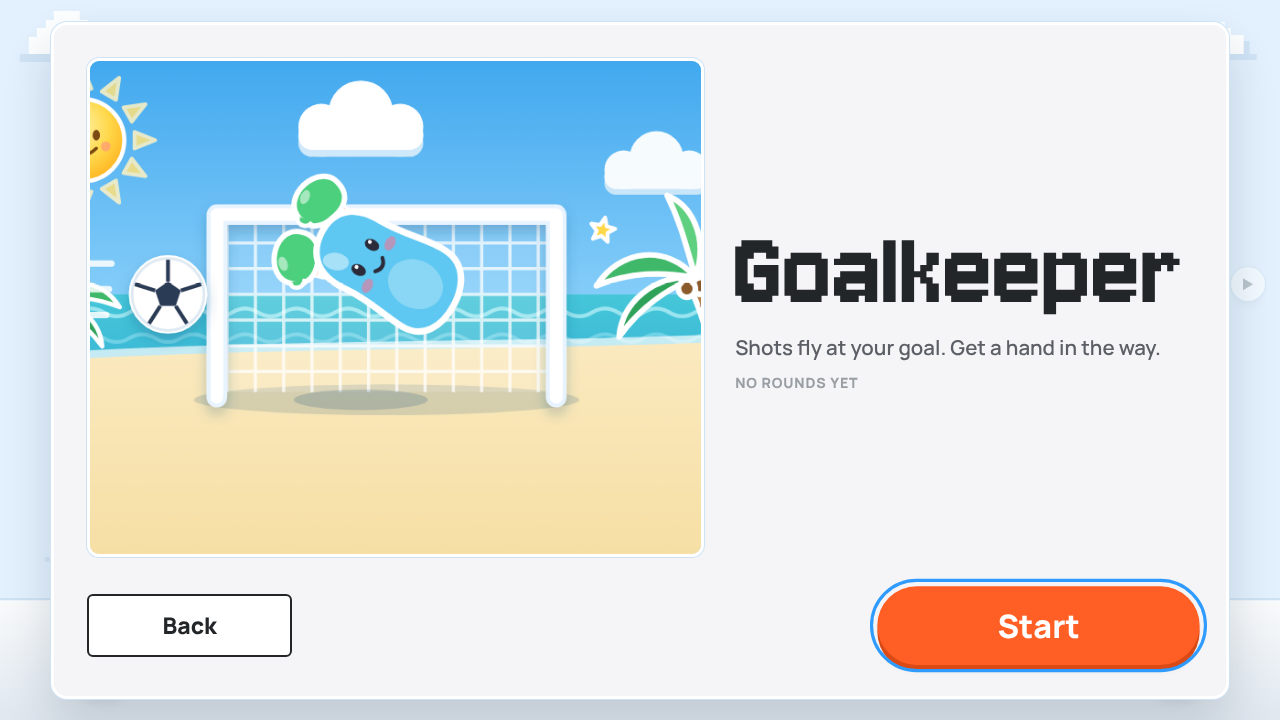 Goalkeeper
Shots fly at your goal. Get a hand in the way.
NO ROUNDS YET
Back
Start